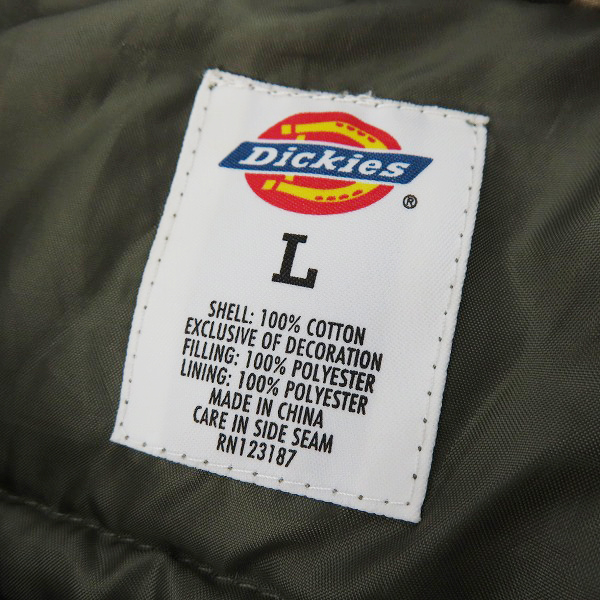 Dickies
®
L
SHELL: 100% COTTON
EXCLUSIVE OF DECORATION
FILLING: 100% POLYESTER
LINING: 100% POLYESTER
MADE IN CHINA
CARE IN SIDE SEAM
RN123187